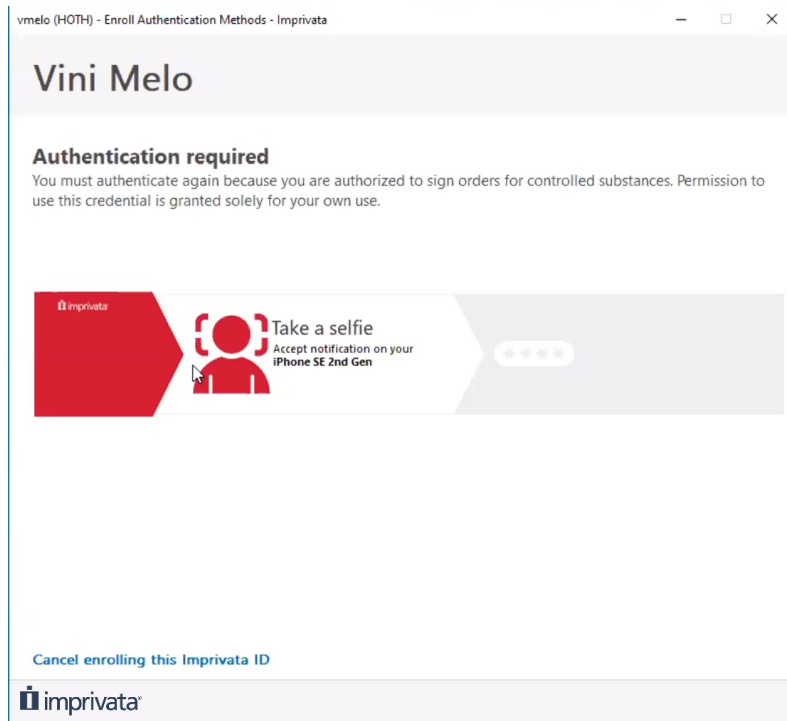 vmelo (HOTH) - Enroll Authentication Methods - Imprivata
Vini Melo
Authentication required
You must authenticate again because you are authorized to sign orders for controlled substances. Permission to
use this credential is granted solely for your own use.
imprivata
Take a selfie
Accept notification on your
iPhone SE 2nd Gen
****
Cancel enrolling this Imprivata ID
imprivata®